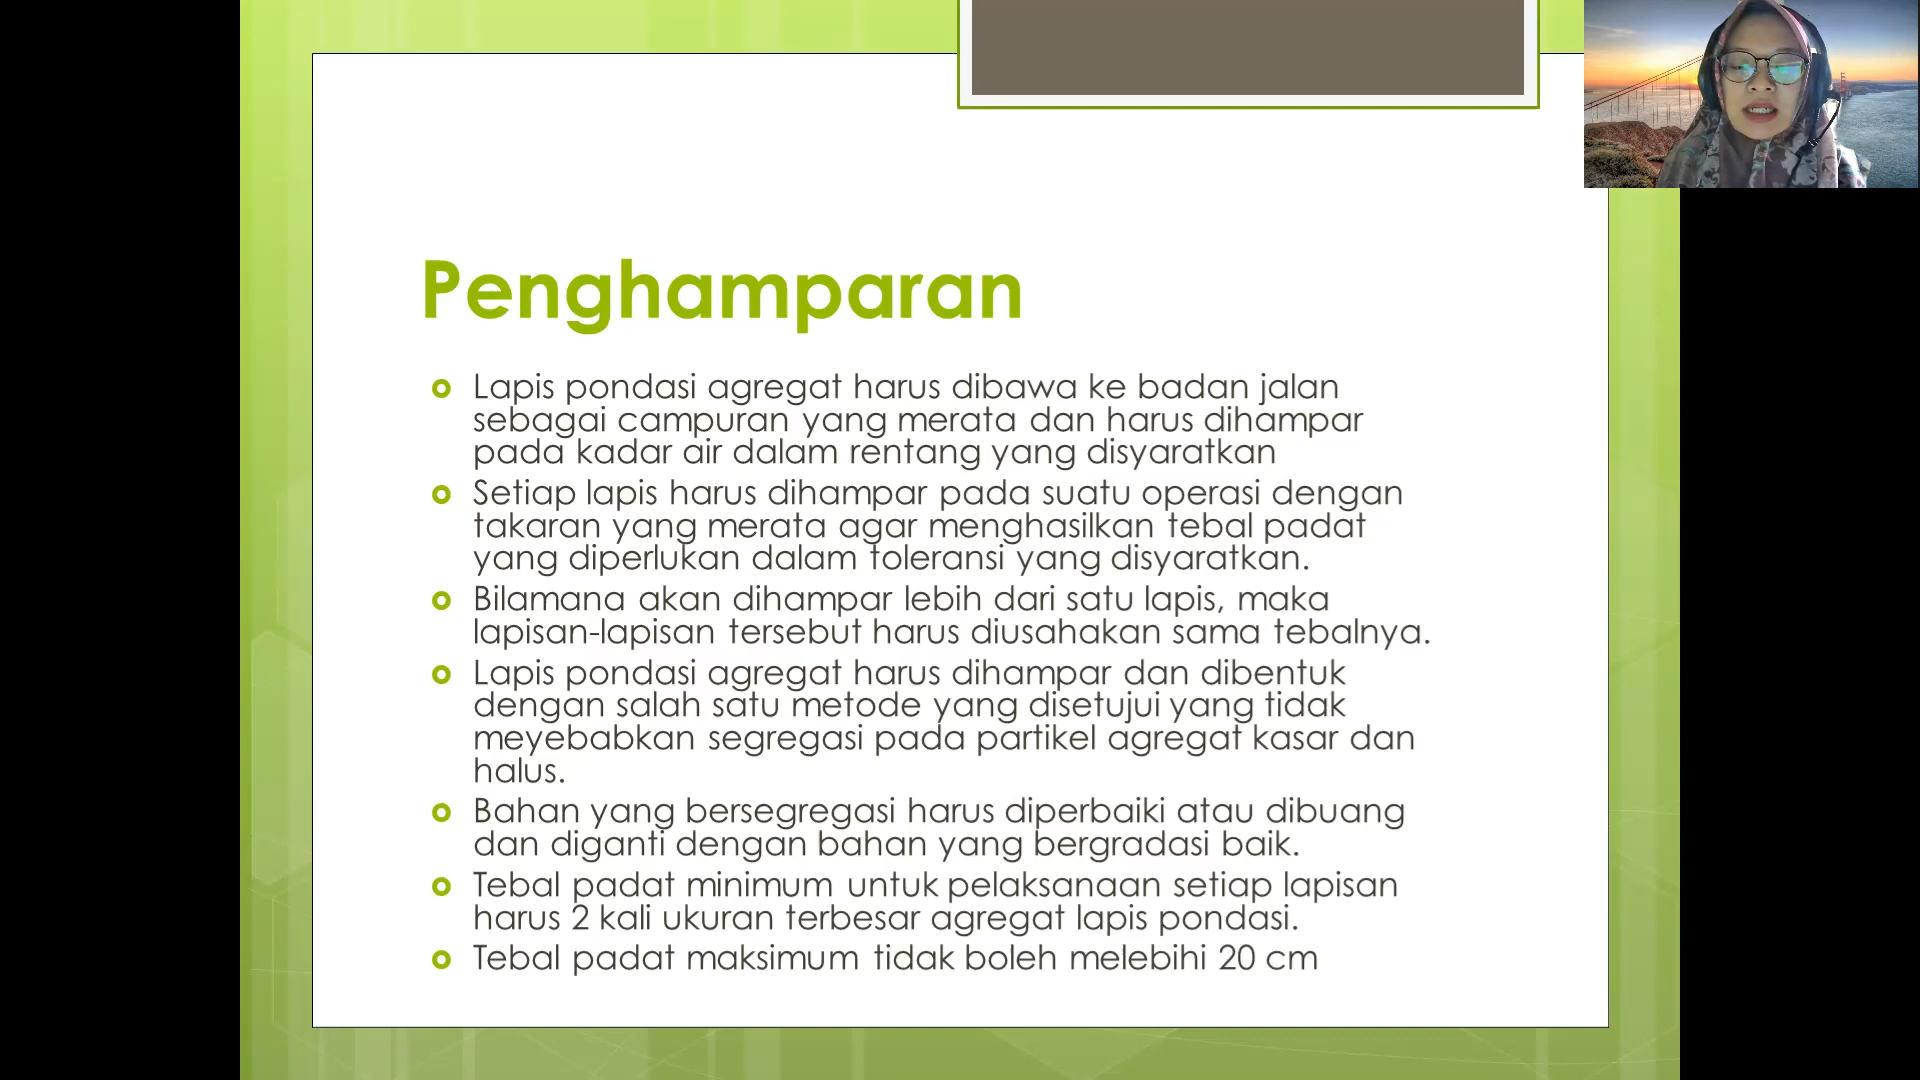 Penghamparan
Lapis pondasi agregat harus dibawa ke badan jalan
sebagai campuran yang merata dan harus dihampar
pada kadar air dalam rentang yang disyaratkan
Setiap lapis harus dihampar pada suatu operasi dengan
takaran yang merata agar menghasilkan tebal padat
yang diperlukan dalam toleransi yang disyaratkan.
Bilamana akan dihampar lebih dari satu lapis, maka
lapisan-lapisan tersebut harus diusahakan sama tebalnya.
Lapis pondasi agregat harus dihampar dan dibentuk
dengan salah satu metode yang disetujui yang tidak
meyebabkan segregasi pada partikel agregat kasar dan
halus.
Bahan yang bersegregasi harus diperbaiki atau dibuang
dan diganti dengan bahan yang bergradasi baik.
Tebal padat minimum untuk pelaksanaan setiap lapisan
harus 2 kali ukuran terbesar agregat lapis pondasi.
Tebal padat maksimum tidak boleh melebihi 20 cm